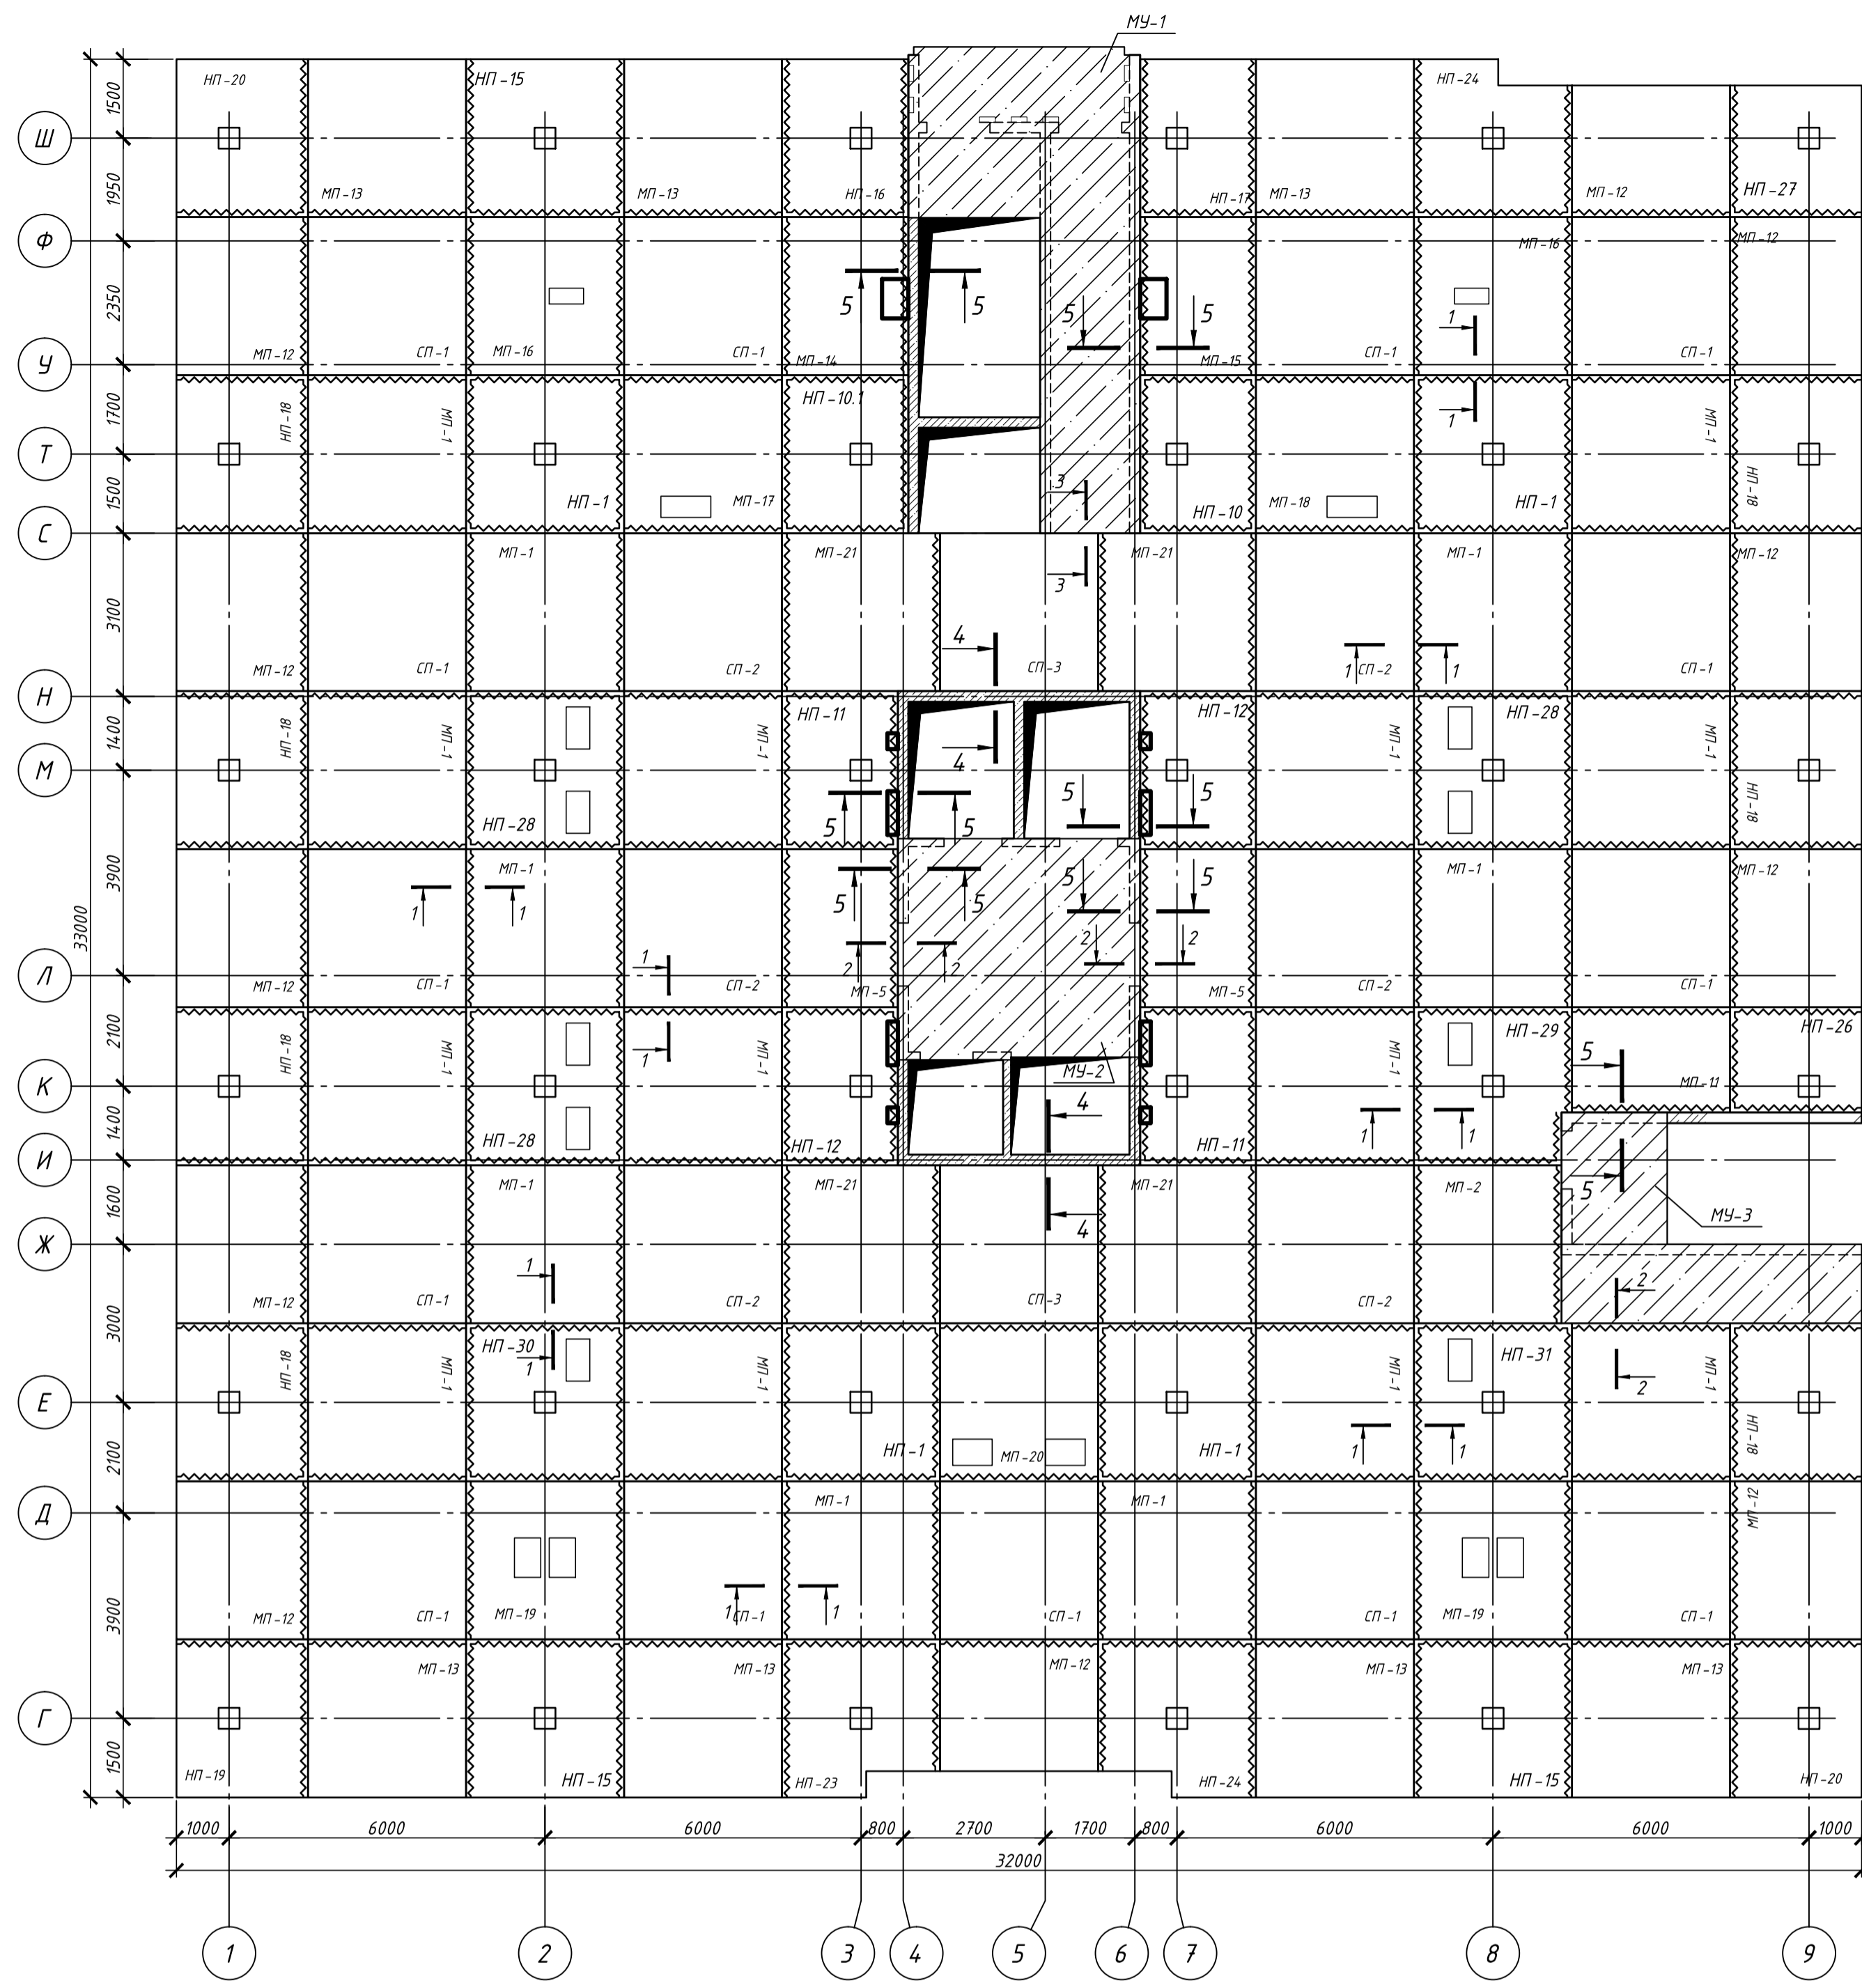 МУ-1
НП-20
НП-15
НП-24
1500
Ш
МП-13
МП-13
НП-16
НП-17
МП-13
МП-12
НП-27
1950
Ф
МП-16
МП-12
2350
5
5
5
5
1
МП-12
СП-1
МП-16
СП-1
МП-14
МП-15
СП-1
СП-1
У
1700
НП-18
МП-1
НП-10.1
1
МП-1
Т
3
НП-18
1500
НП-1
МП-17
НП-10
МП-18
НП-1
С
МП-1
МП-21
МП-21
МП-1
МП-12
3
3100
4
МП-12
СП-1
СП-2
СП-3
1
СП-2
1
СП-1
Н
НП-18
МП-1
МП-1
НП-11
НП-12
МП-1
НП-28
МП-1
1400
4
М
5
5
НП-18
НП-28
5
5
3900
МП-1
МП-1
МП-12
5
5
1
1
5
5
33000
2
2
1
2
2
Л
МП-12
СП-1
СП-2
МП-5
МП-5
СП-2
СП-1
2100
НП-18
МП-1
1
МП-1
МП-1
НП-29
НП-26
5
К
МУ-2
МП-11
4
1400
НП-28
НП-12
НП-11
1
1
И
МП-1
МП-21
МП-21
МП-2
5
1600
4
МУ-3
Ж
1
2
МП-12
СП-1
СП-2
СП-3
СП-2
3000
НП-18
МП-1
НП-30
1
МП-1
МП-1
НП-31
МП-1
2
Е
НП-18
2100
НП-1
МП-20
НП-1
1
1
МП-1
МП-1
МП-12
Д
3900
МП-12
СП-1
МП-19
1
СП-1
1
СП-1
СП-1
МП-19
СП-1
МП-13
МП-13
МП-12
МП-13
МП-13
Г
1500
НП-19
НП-15
НП-23
НП-24
НП-15
НП-20
1000
6000
6000
800
2700
1700
800
6000
6000
1000
32000
1
2
3
4
5
6
7
8
9